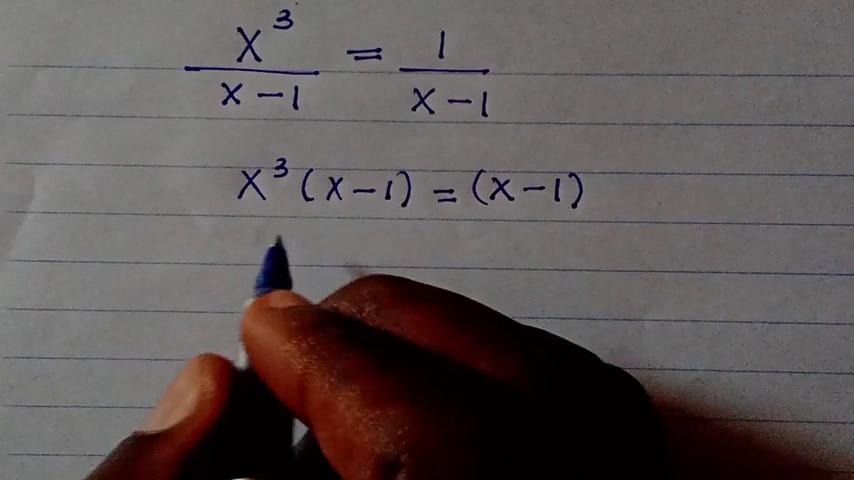 x³/(x-1) = 1/(x-1)
x³(x-1) = (x-1)